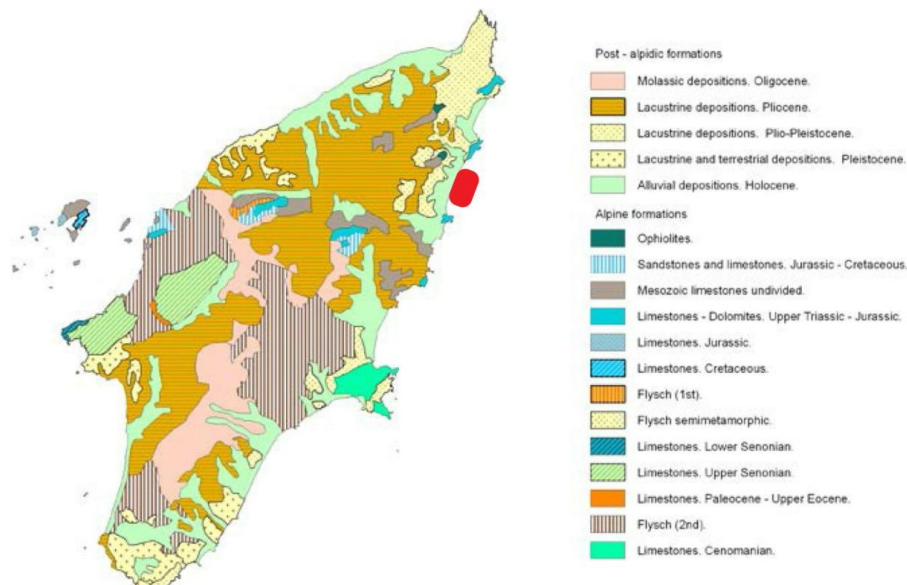 Post - alpidic formations
Molassic depositions. Oligocene.
Lacustrine depositions. Pliocene.
Lacustrine depositions.  Plio-Pleistocene.
Lacustrine and terrestrial depositions.  Pleistocene.
Alluvial depositions. Holocene.
Alpine formations
Ophiolites.
Sandstones and limestones. Jurassic - Cretaceous.
Mesozoic limestones undivided.
Limestones - Dolomites. Upper Triassic - Jurassic.
Limestones. Jurassic.
Limestones. Cretaceous.
Flysch (1st).
Flysch semimetamorphic.
Limestones. Lower Senonian.
Limestones. Upper Senonian.
Limestones. Paleocene - Upper Eocene.
Flysch (2nd).
Limestones. Cenomanian.